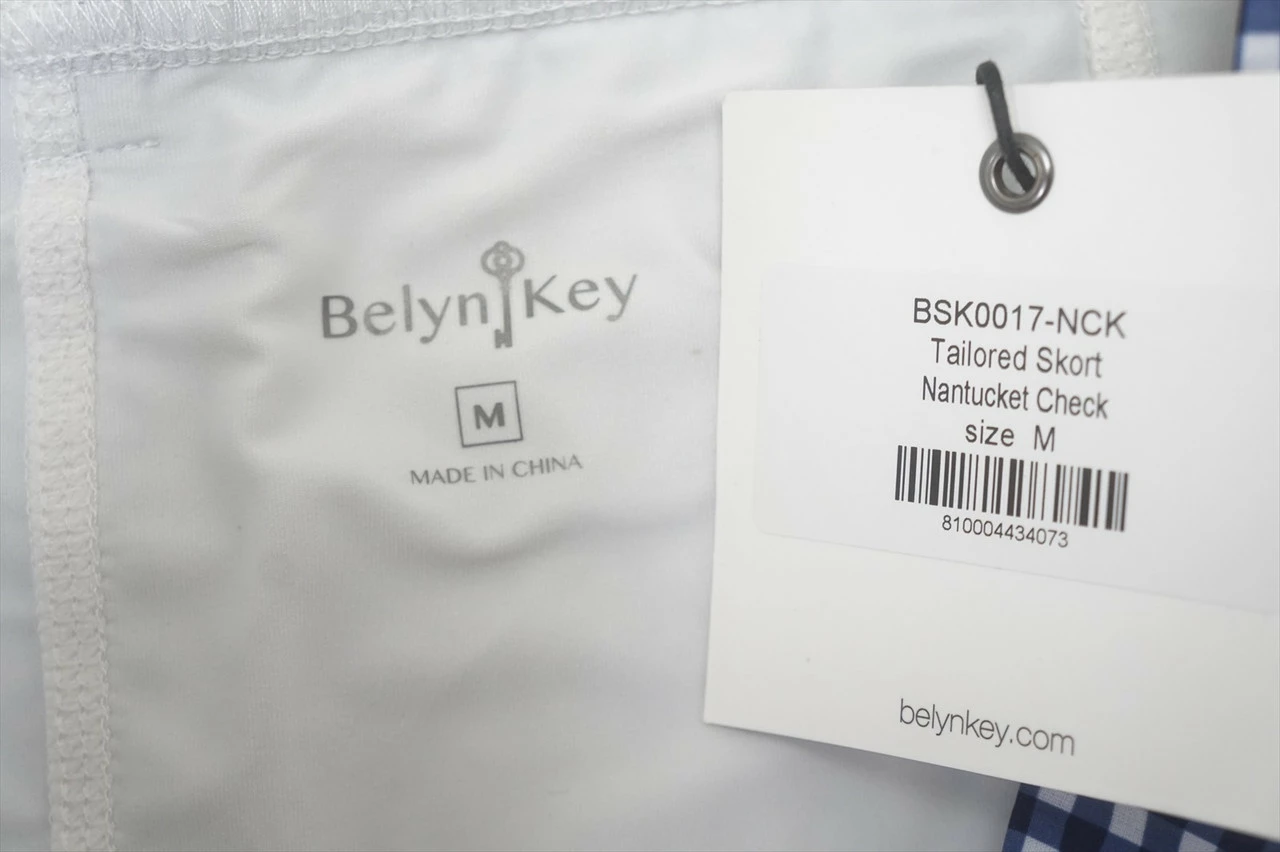 Belyn Key
M
MADE IN CHINA
BSK0017-NCK
Tailored Skort
Nantucket Check
size M
810004434073
belynkey.com